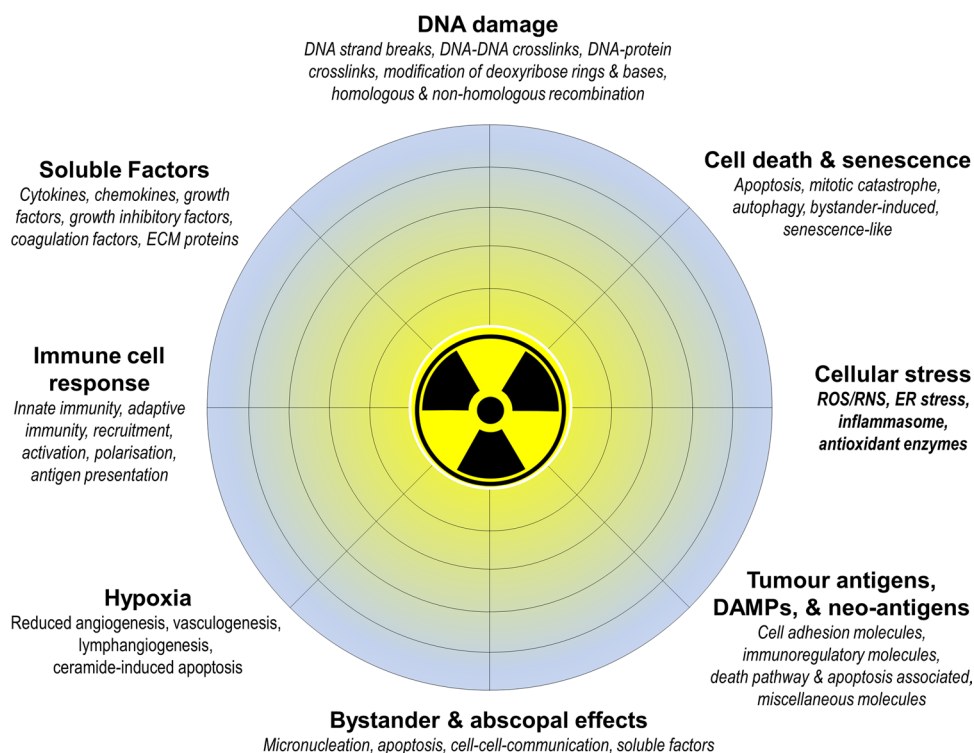 DNA damage
DNA strand breaks, DNA-DNA crosslinks, DNA-protein
crosslinks, modification of deoxyribose rings & bases,
homologous & non-homologous recombination
Cell death & senescence
Apoptosis, mitotic catastrophe,
autophagy, bystander-induced,
senescence-like
Cellular stress
ROS/RNS, ER stress,
inflammasome,
antioxidant enzymes
Tumour antigens,
DAMPs, & neo-antigens
Cell adhesion molecules,
immunoregulatory molecules,
death pathway & apoptosis associated,
miscellaneous molecules
Bystander & abscopal effects
Micronucleation, apoptosis, cell-cell-communication, soluble factors
Hypoxia
Reduced angiogenesis, vasculogenesis,
lymphangiogenesis,
ceramide-induced apoptosis
Immune cell
response
Innate immunity, adaptive
immunity, recruitment,
activation, polarisation,
antigen presentation
Soluble Factors
Cytokines, chemokines, growth
factors, growth inhibitory factors,
coagulation factors, ECM proteins